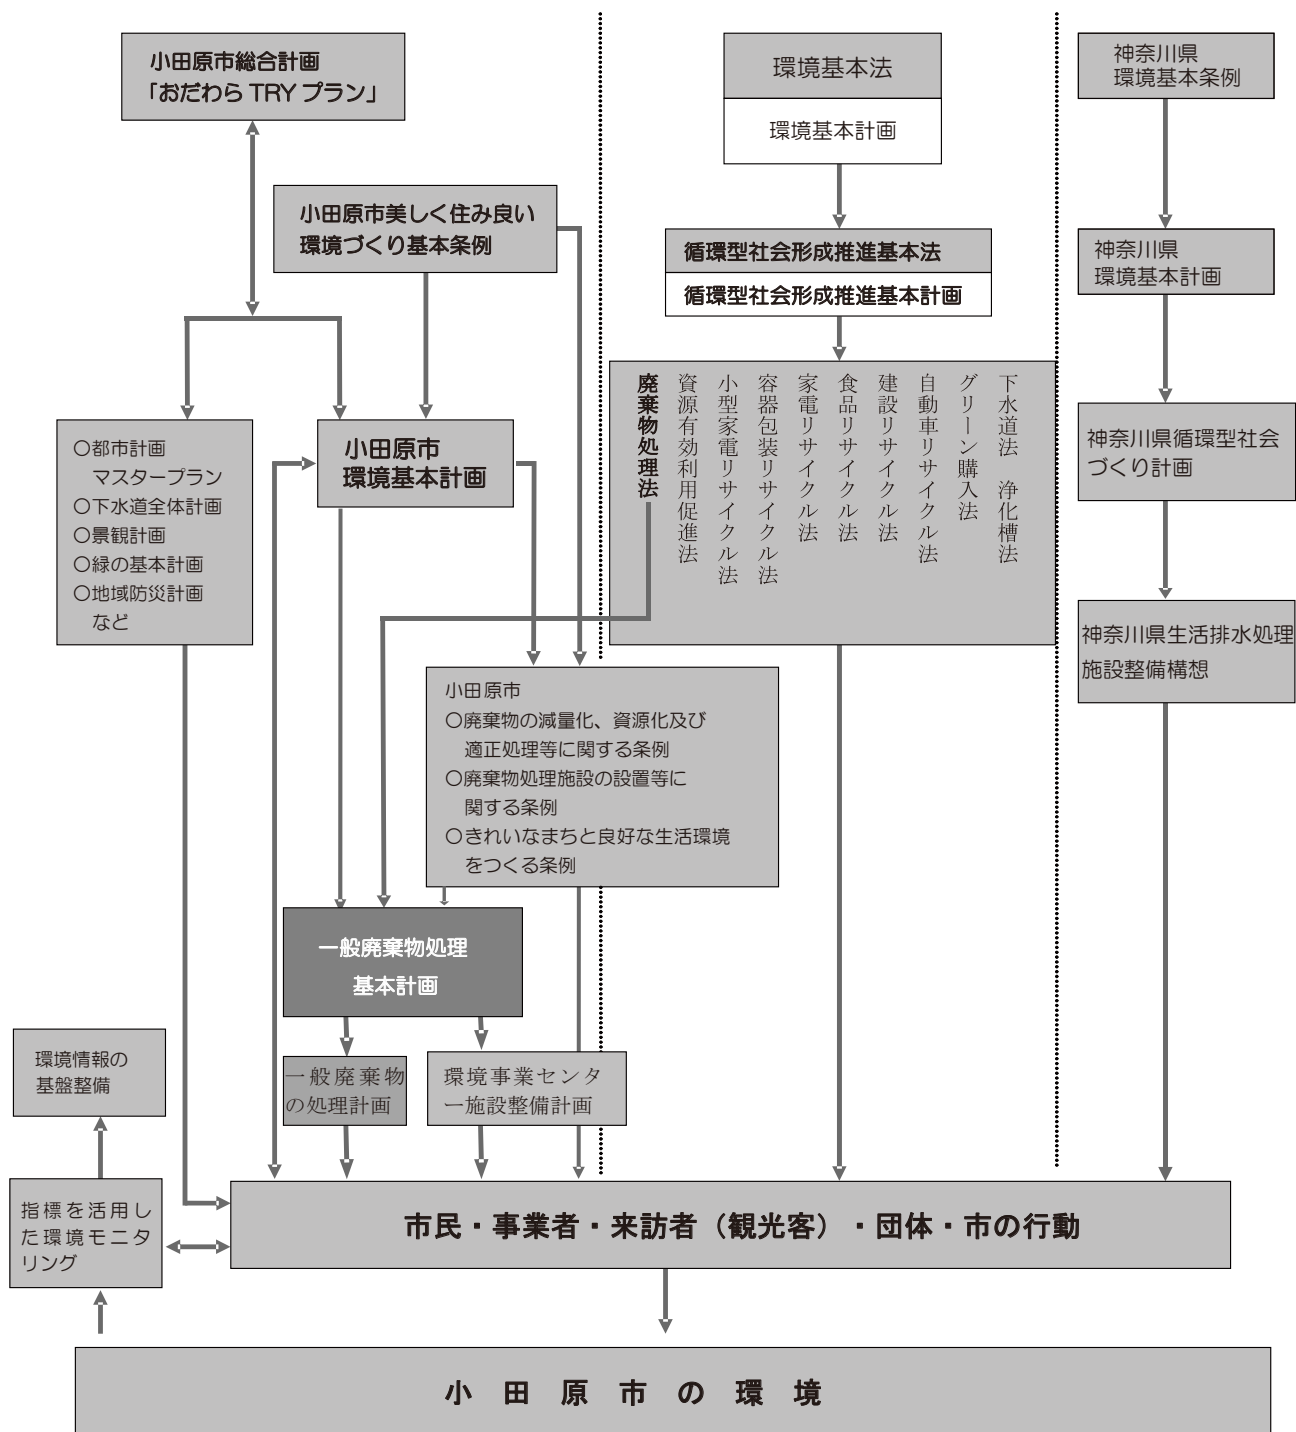 小田原市総合計画
「おだわら TRY プラン」
小田原市美しく住み良い
環境づくり基本条例
○都市計画
マスタープラン
○下水道全体計画
○景観計画
○緑の基本計画
○地域防災計画
など
小田原市
環境基本計画
環境基本法
環境基本計画
循環型社会形成推進基本法
循環型社会形成推進基本計画
廃棄物処理法
資源有効利用促進法
小型家電リサイクル法
容器包装リサイクル法
家電リサイクル法
食品リサイクル法
建設リサイクル法
自動車リサイクル法
グリーン購入法
下水道法　浄化槽法
神奈川県
環境基本条例
神奈川県
環境基本計画
神奈川県循環型社会
づくり計画
神奈川県生活排水処理
施設整備構想
小田原市
○廃棄物の減量化、資源化及び
適正処理等に関する条例
○廃棄物処理施設の設置等に
関する条例
○きれいなまちと良好な生活環境
をつくる条例
一般廃棄物処理
基本計画
一般廃棄物
の処理計画
環境事業センタ
ー施設整備計画
環境情報の
基盤整備
指標を活用し
た環境モニタ
リング
市民・事業者・来訪者（観光客）・団体・市の行動
小田原市の環境